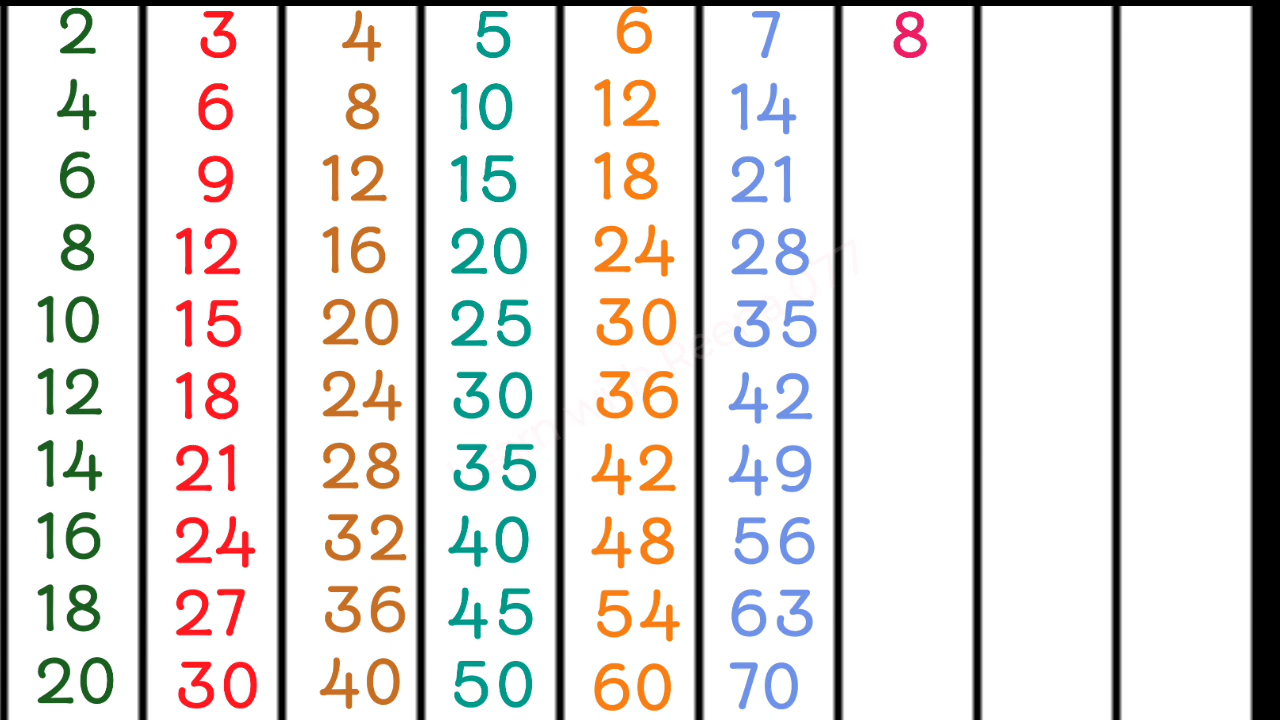 2 3 4 5 6 7 8
4 6 8 10 12 14
6 9 12 15 18 21
8 12 16 20 24 28
10 15 20 25 30 35
12 18 24 30 36 42
14 21 28 35 42 49
16 24 32 40 48 56
18 27 36 45 54 63
20 30 40 50 60 70
with Reena 077